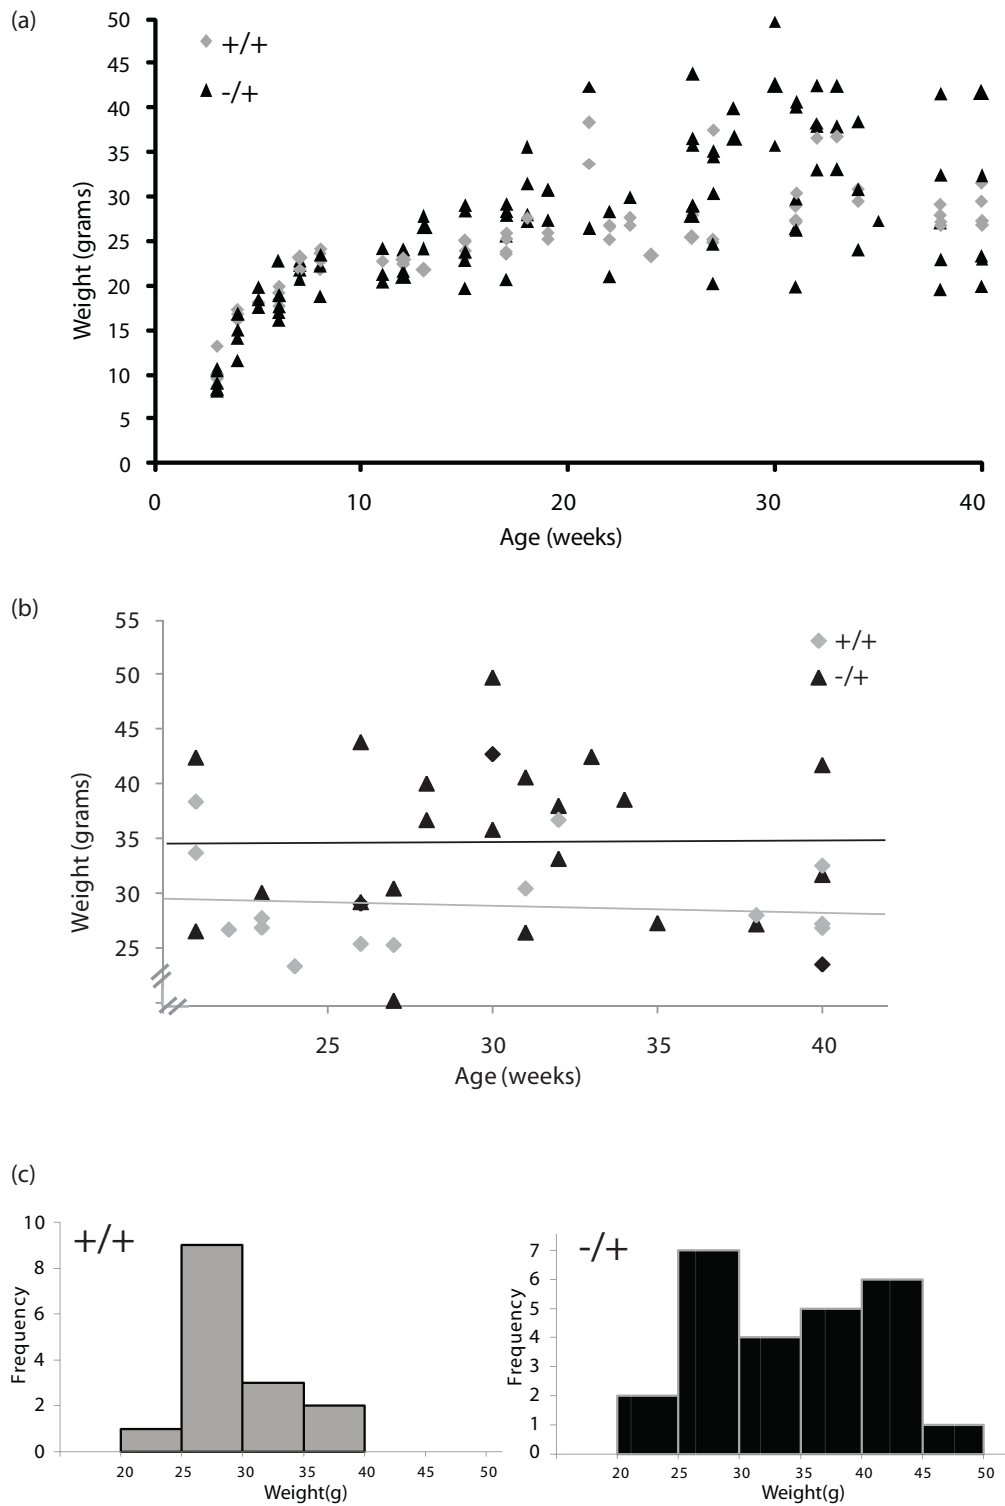 (a)
50
45
40
35
30
25
20
15
10
5
0
+/+
-/+
Weight (grams)
0 10 20 30 40
Age (weeks)
(b)
55
50
45
40
35
30
25
+/+
-/+
Weight (grams)
25 30 35 40
Age (weeks)
(c)
+/+
10
8
6
4
2
0
Frequency
20 25 30 35 40 45 50
Weight(g)
-/+
7
6
5
4
3
2
1
0
Frequency
20 25 30 35 40 45 50
Weight(g)